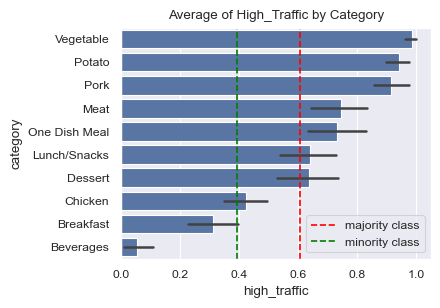 Average of High_Traffic by Category
category
Vegetable
Potato
Pork
Meat
One Dish Meal
Lunch/Snacks
Dessert
Chicken
Breakfast
Beverages
majority class
minority class
0.0 0.2 0.4 0.6 0.8 1.0
high_traffic